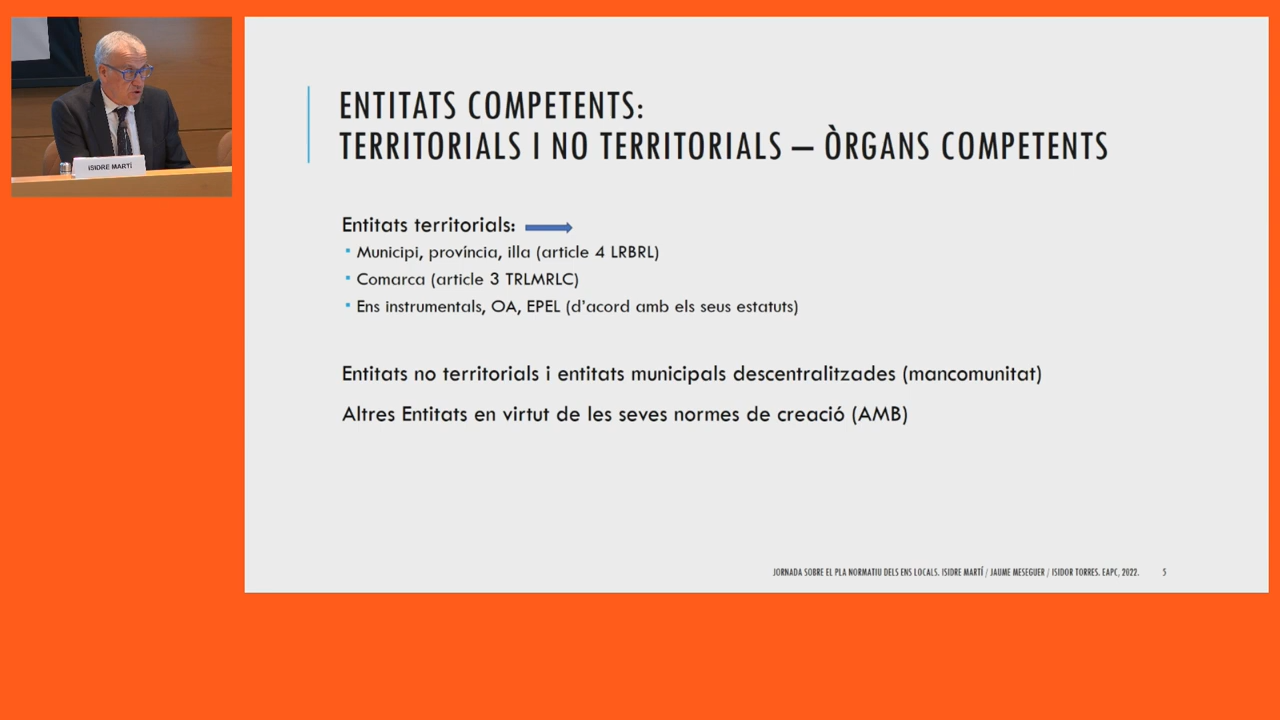 ISIDRE MARTÍ
ENTITATS COMPETENTS:
TERRITORIALS I NO TERRITORIALS – ÒRGANS COMPETENTS
Entitats territorials:
Municipi, província, illa (article 4 LRBRL)
Comarca (article 3 TRLMRLC)
Ens instrumentals, OA, EPEL (d'acord amb els seus estatuts)
Entitats no territorials i entitats municipals descentralitzades (mancomunitat)
Altres Entitats en virtut de les seves normes de creació (AMB)
JORNADA SOBRE EL PLA NORMATIU DELS ENS LOCALS. ISIDRE MARTÍ / JAUME MESEGUER / ISIDOR TORRES. EAPC, 2022. 5